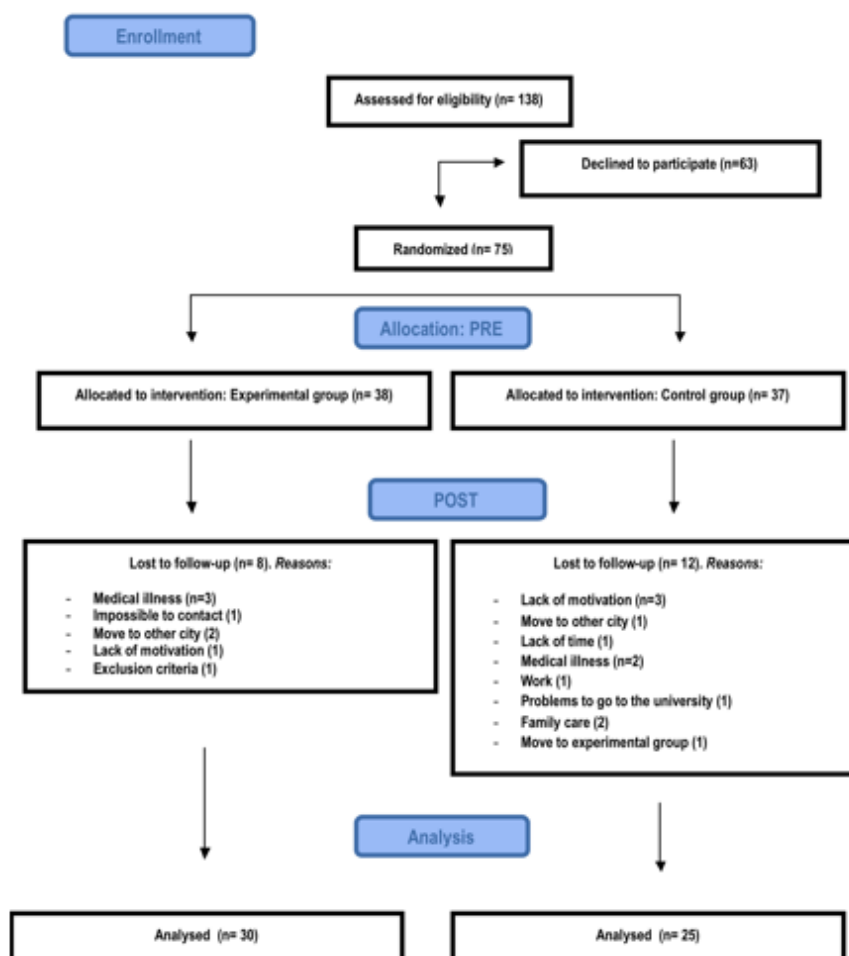 Enrollment
Assessed for eligibility (n= 138)
Declined to participate (n=63)
Randomized (n= 75)
Allocation: PRE
Allocated to intervention: Experimental group (n= 38)
Allocated to intervention: Control group (n= 37)
POST
Lost to follow-up (n= 8). Reasons:
- Medical illness (n=3)
- Impossible to contact (1)
- Move to other city (2)
- Lack of motivation (1)
- Exclusion criteria (1)
Lost to follow-up (n= 12). Reasons:
- Lack of motivation (n=3)
- Move to other city (1)
- Lack of time (1)
- Medical illness (n=2)
- Work (1)
- Problems to go to the university (1)
- Family care (2)
- Move to experimental group (1)
Analysis
Analysed (n= 30)
Analysed (n= 25)